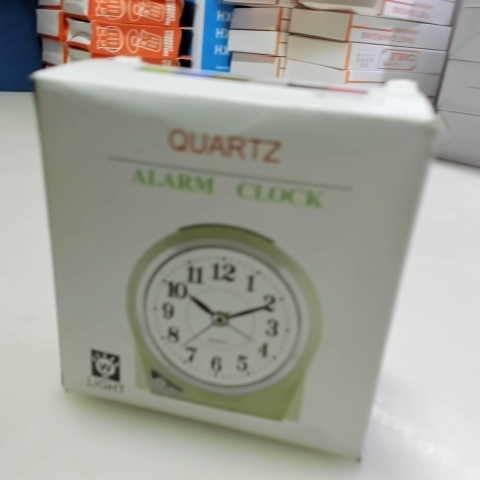 QUARTZ
ALARM CLOCK
11 12 1
10 2
9 3
8 4
7 6 5
LIGHT